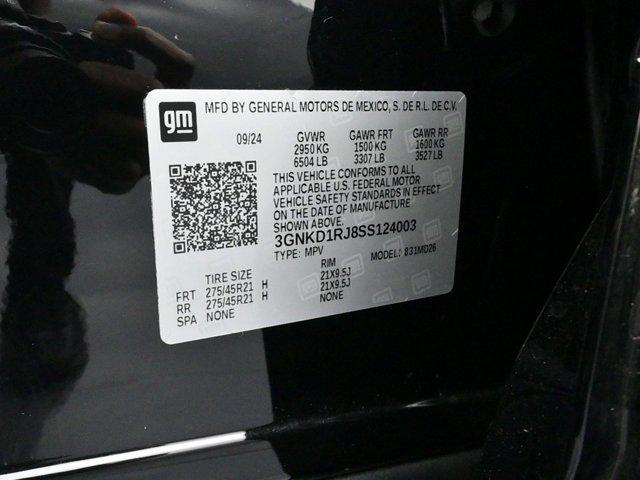 gm
MFD BY GENERAL MOTORS DE MEXICO, S. DE R.L. DE C.V.
09/24 GVWR GAWR FRT GAWR RR
2950 KG 1500 KG 1600 KG
6504 LB 3307 LB 3527 LB
THIS VEHICLE CONFORMS TO ALL
APPLICABLE U.S. FEDERAL MOTOR
VEHICLE SAFETY STANDARDS IN EFFECT
ON THE DATE OF MANUFACTURE
SHOWN ABOVE.
3GNKD1RJ8SS124003
TYPE: MPV MODEL: 831MD26
TIRE SIZE RIM
FRT 275/45R21 H 21X9.5J
RR 275/45R21 H 21X9.5J
SPA NONE NONE